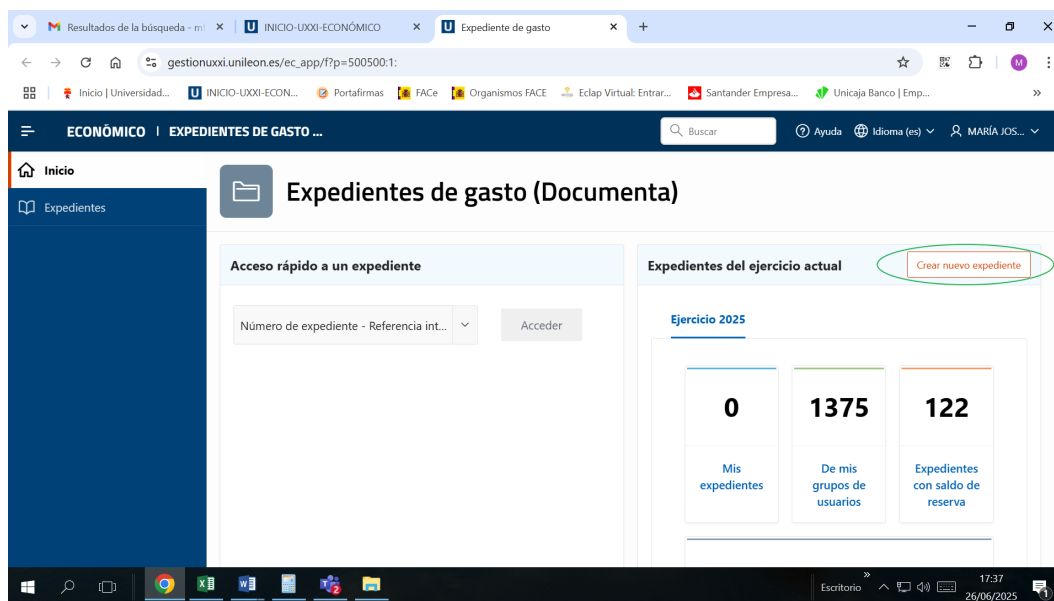 Resultados de la búsqueda - m
INICIO-UXXI-ECONÓMICO
Expediente de gasto
gestionuxxi.unileon.es/ec_app/f?p=500500:1:
M
Inicio | Universidad...
INICIO-UXXI-ECON...
Portafirmas
FACe
Organismos FACE
Eclap Virtual: Entrar...
Santander Empresa...
Unicaja Banco | Emp...
»
ECONÓMICO | EXPEDIENTES DE GASTO ...
Buscar
Ayuda
Idioma (es)
MARÍA JOS...
Inicio
Expedientes
Expedientes de gasto (Documenta)
Acceso rápido a un expediente
Número de expediente - Referencia int...
Acceder
Expedientes del ejercicio actual
Crear nuevo expediente
Ejercicio 2025
0
Mis
expedientes
1375
De mis
grupos de
usuarios
122
Expedientes
con saldo de
reserva
Escritorio
»
17:37
26/06/2025
1